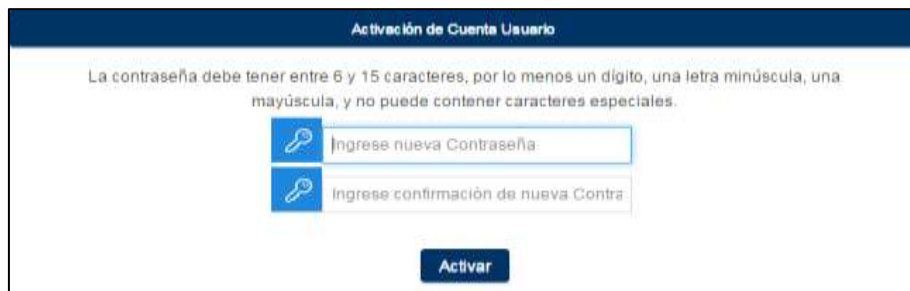 Activación de Cuenta Usuario
La contraseña debe tener entre 6 y 15 caracteres, por lo menos un dígito, una letra minúscula, una
mayúscula, y no puede contener caracteres especiales.
Ingrese nueva Contraseña
Ingrese confirmación de nueva Contra
Activar